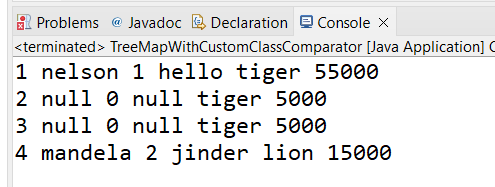 Problems @ Javadoc Declaration Console
<terminated> TreeMapWithCustomClassComparator [Java Application] C
1 nelson 1 hello tiger 55000
2 null 0 null tiger 5000
3 null 0 null tiger 5000
4 mandela 2 jinder lion 15000